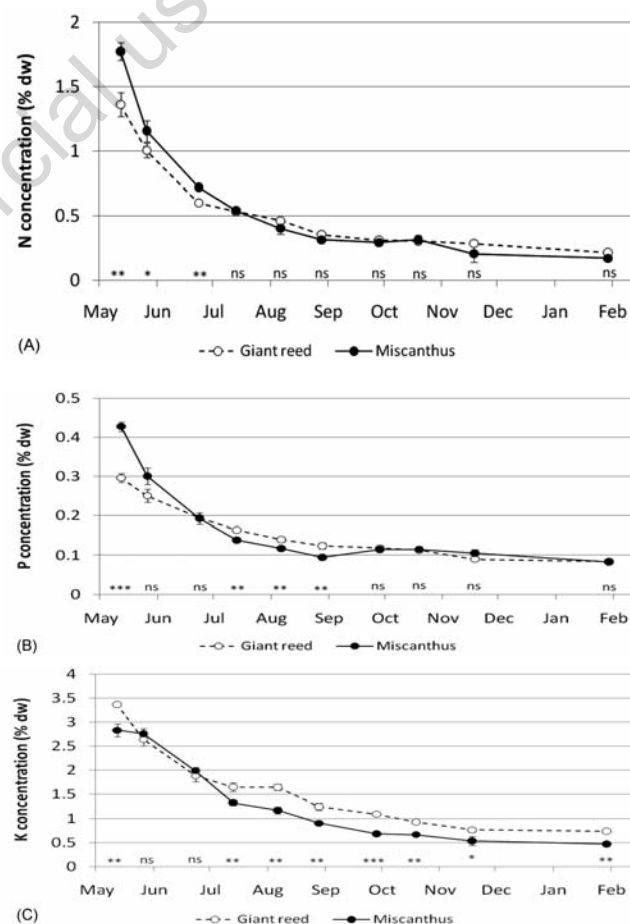 cial us
2
1.5
1
0.5
0
N concentration (% dw)
** * ** ns ns ns ns ns ns ns
May Jun Jul Aug Sep Oct Nov Dec Jan Feb
(A)
Giant reed Miscanthus
0.5
0.4
0.3
0.2
0.1
0
P concentration (% dw)
*** ns ns ** ** ** ns ns ns ns
May Jun Jul Aug Sep Oct Nov Dec Jan Feb
(B)
Giant reed Miscanthus
4
3.5
3
2.5
2
1.5
1
0.5
0
K concentration (% dw)
** ns ns ** ** ** *** ** * **
May Jun Jul Aug Sep Oct Nov Dec Jan Feb
(C)
Giant reed Miscanthus